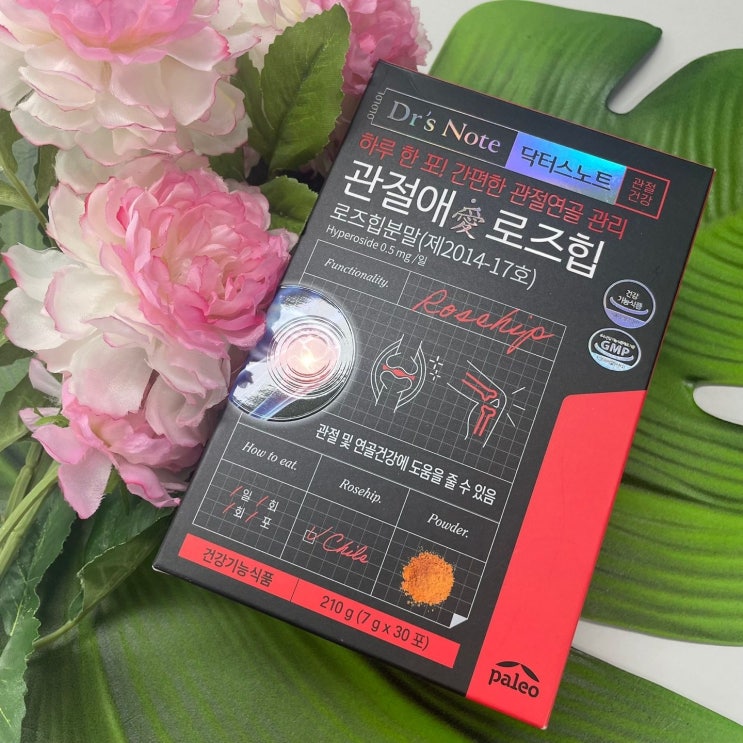 Dr's Note 닥터스노트
관절
건강
하루 한 포! 간편한 관절연골 관리
관절애愛 로즈힙
로즈힙분말(제2014-17호)
Hyperoside 0.5 mg /일
건강
기능식품
GMP
Functionality.
Rosehip
관절 및 연골건강에 도움을 줄 수 있음
How to eat.
Rosehip.
Powder.
1일 1회
1회 1포
Chile
건강기능식품
210 g (7 g x 30 포)
paleo